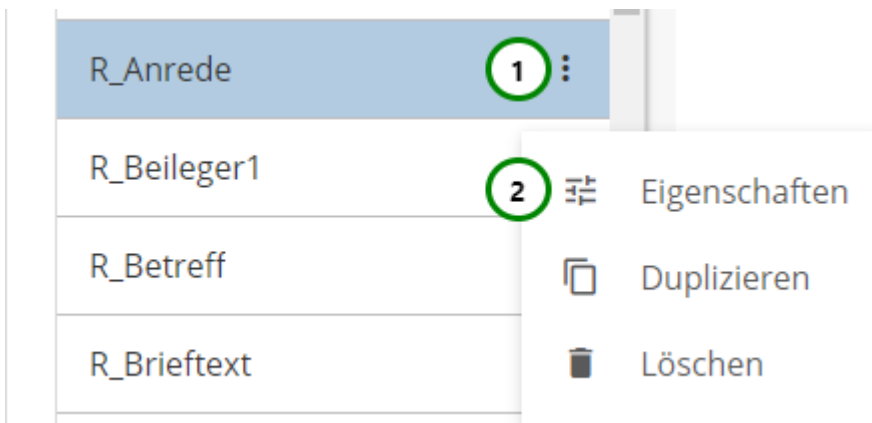 R_Anrede 1
R_Beileger1
2 Eigenschaften
R_Betreff
Duplizieren
R_Brieftext
Löschen